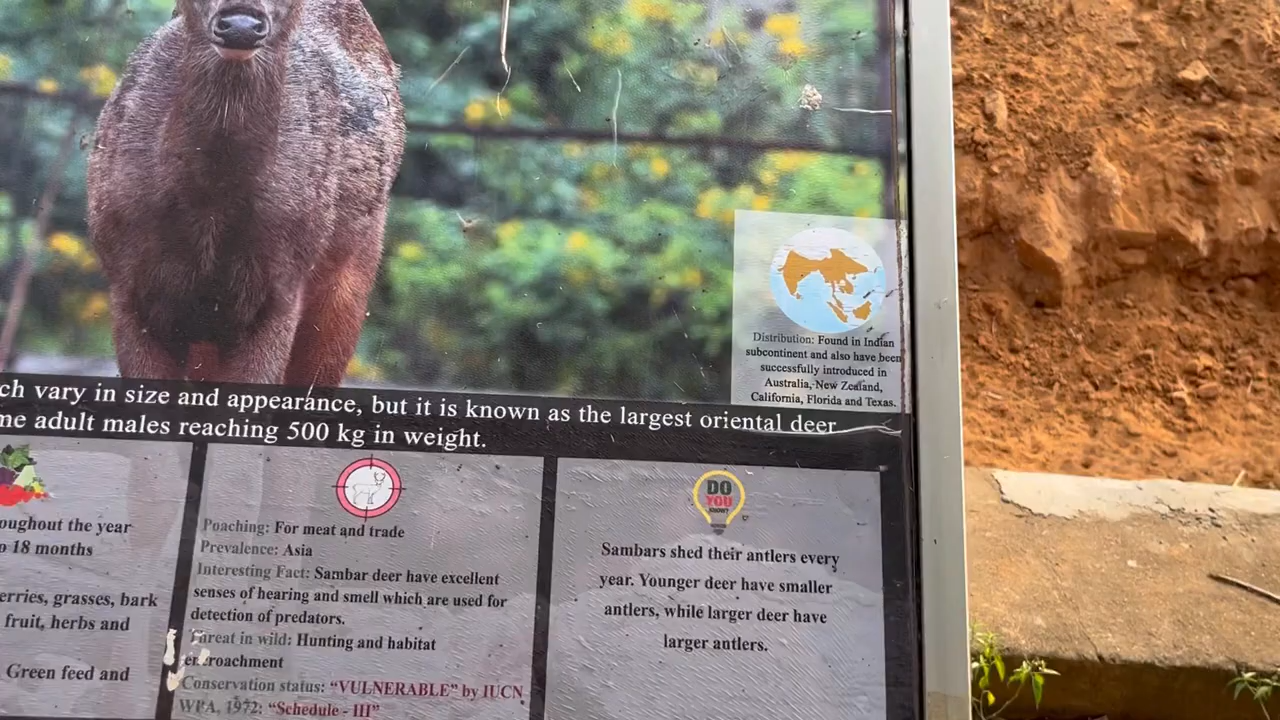 Distribution: Found in Indian
subcontinent and also have been
successfully introduced in
Australia, New Zealand,
California, Florida and Texas.
ch vary in size and appearance, but it is known as the largest oriental deer
me adult males reaching 500 kg in weight.
oughout the year
o 18 months
erries, grasses, bark
fruit, herbs and
Green feed and
Poaching: For meat and trade
Prevalence: Asia
Interesting Fact: Sambar deer have excellent
senses of hearing and smell which are used for
detection of predators.
Threat in wild: Hunting and habitat
encroachment
Conservation status: "VULNERABLE" by IUCN
WPA, 1972: "Schedule - III"
DO
YOU
KNOW?
Sambars shed their antlers every
year. Younger deer have smaller
antlers, while larger deer have
larger antlers.